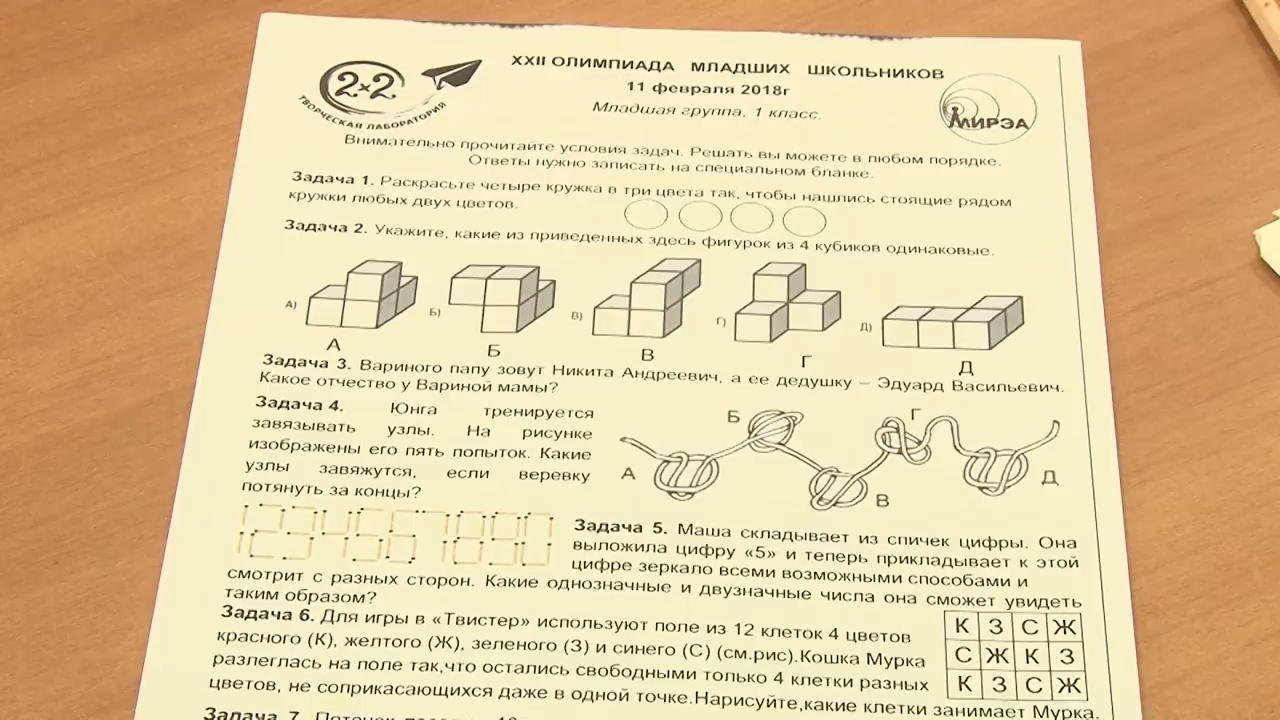 2×2
ТВОРЧЕСКАЯ ЛАБОРАТОРИЯ
XXII ОЛИМПИАДА МЛАДШИХ ШКОЛЬНИКОВ
11 февраля 2018г
Младшая группа, 1 класс.
МИРЭА
Внимательно прочитайте условия задач. Решать вы можете в любом порядке.
Ответы нужно записать на специальном бланке.
Задача 1. Раскрасьте четыре кружка в три цвета так, чтобы нашлись стоящие рядом
кружки любых двух цветов.
Задача 2. Укажите, какие из приведенных здесь фигурок из 4 кубиков одинаковые.
А) Б) В) Г) Д)
А Б В Г Д
Задача 3. Вариного папу зовут Никита Андреевич, а ее дедушку – Эдуард Васильевич.
Какое отчество у Вариной мамы?
Задача 4. Юнга тренируется
завязывать узлы. На рисунке
изображены его пять попыток. Какие
узлы завяжутся, если веревку
потянуть за концы?
А Б В Г Д
1234567890
Задача 5. Маша складывает из спичек цифры. Она
выложила цифру «5» и теперь прикладывает к этой
цифре зеркало всеми возможными способами и
смотрит с разных сторон. Какие однозначные и двузначные числа она сможет увидеть
таким образом?
Задача 6. Для игры в «Твистер» используют поле из 12 клеток 4 цветов
красного (К), желтого (Ж), зеленого (З) и синего (С) (см.рис).Кошка Мурка
разлеглась на поле так,что остались свободными только 4 клетки разных
цветов, не соприкасающихся даже в одной точке.Нарисуйте,какие клетки занимает Мурка.
К З С Ж
С Ж К З
К З С Ж
Задача 7.